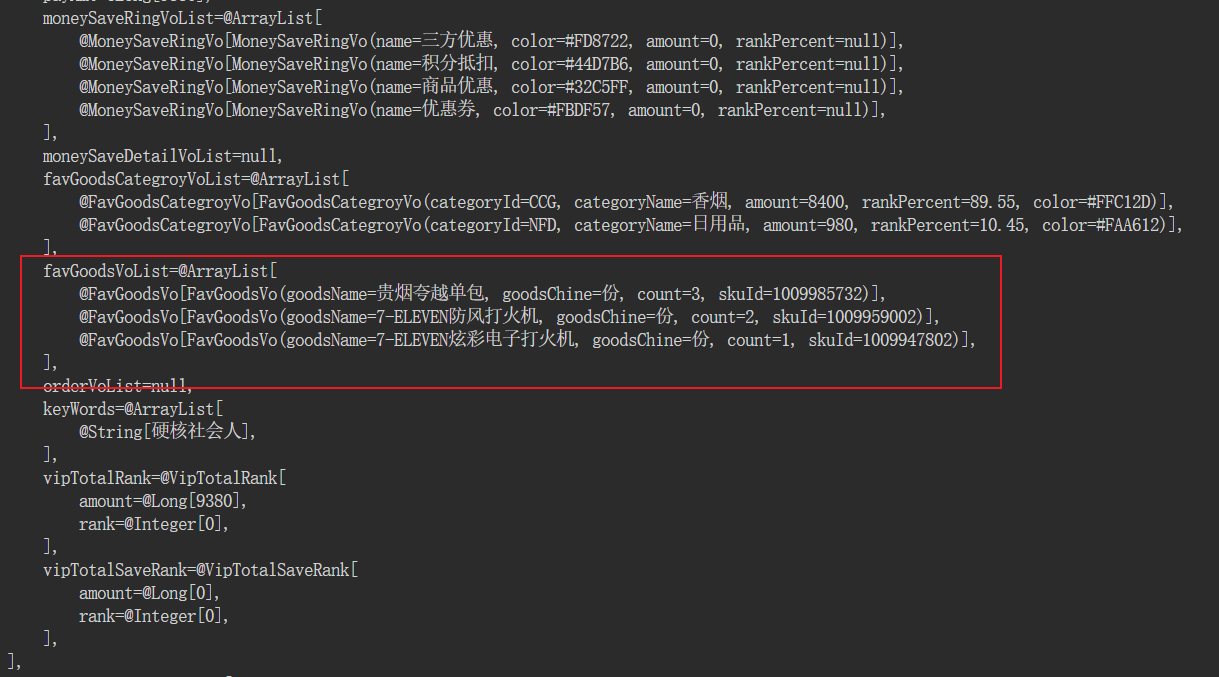 moneySaveRingVoList=@ArrayList[
@MoneySaveRingVo[MoneySaveRingVo(name=三方优惠, color=#FD8722, amount=0, rankPercent=null)],
@MoneySaveRingVo[MoneySaveRingVo(name=积分抵扣, color=#44D7B6, amount=0, rankPercent=null)],
@MoneySaveRingVo[MoneySaveRingVo(name=商品优惠, color=#32C5FF, amount=0, rankPercent=null)],
@MoneySaveRingVo[MoneySaveRingVo(name=优惠券, color=#FBDF57, amount=0, rankPercent=null)],
],
moneySaveDetailVoList=null,
favGoodsCategroyVoList=@ArrayList[
@FavGoodsCategroyVo[FavGoodsCategroyVo(categoryId=CCG, categoryName=香烟, amount=8400, rankPercent=89.55, color=#FFC12D)],
@FavGoodsCategroyVo[FavGoodsCategroyVo(categoryId=NFD, categoryName=日用品, amount=980, rankPercent=10.45, color=#FAA612)],
],
favGoodsVoList=@ArrayList[
@FavGoodsVo[FavGoodsVo(goodsName=贵烟夸越单包, goodsChine=份, count=3, skuId=1009985732)],
@FavGoodsVo[FavGoodsVo(goodsName=7-ELEVEN防风打火机, goodsChine=份, count=2, skuId=1009959002)],
@FavGoodsVo[FavGoodsVo(goodsName=7-ELEVEN炫彩电子打火机, goodsChine=份, count=1, skuId=1009947802)],
],
orderVoList=null,
keyWords=@ArrayList[
@String[硬核社会人],
],
vipTotalRank=@VipTotalRank[
amount=@Long[9380],
rank=@Integer[0],
],
vipTotalSaveRank=@VipTotalSaveRank[
amount=@Long[0],
rank=@Integer[0],
],
],